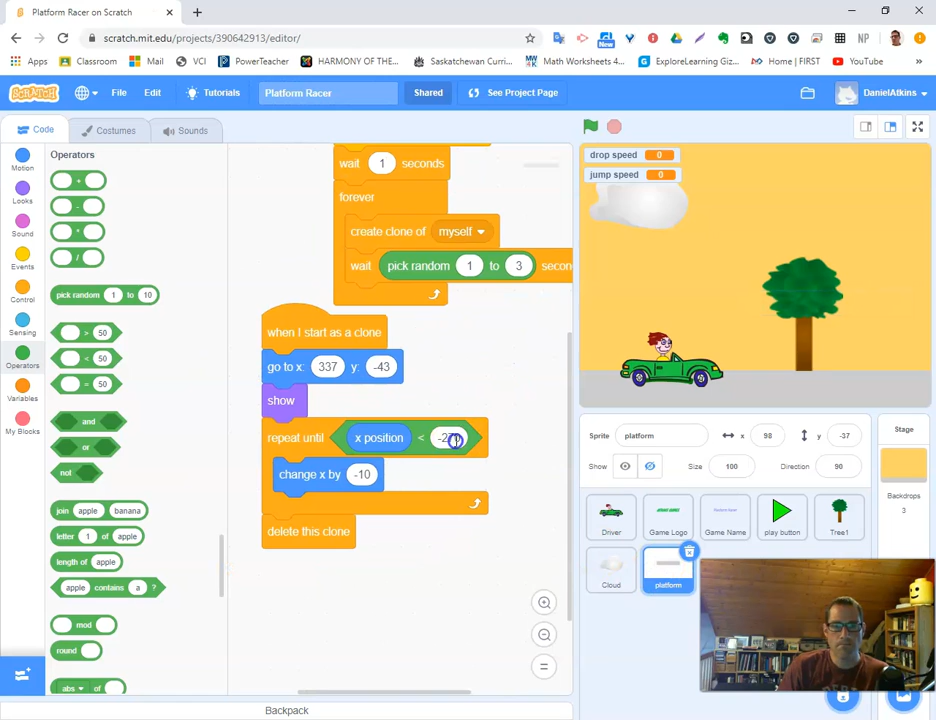 Platform Racer on Scratch
scratch.mit.edu/projects/390642913/editor/
New
NP
Apps Classroom Mail VCI PowerTeacher HARMONY OF THE... Saskatchewan Curri... Math Worksheets 4... ExploreLearning Giz... Home | FIRST YouTube
SCRATCH File Edit Tutorials Platform Racer Shared See Project Page DanielAtkins
Code Costumes Sounds
Motion
Looks
Sound
Events
Control
Sensing
Operators
Variables
My Blocks
Operators
+
-
*
/
pick random 1 to 10
> 50
< 50
= 50
and
or
not
join apple banana
letter 1 of apple
length of apple
apple contains a ?
mod
round
abs of
wait 1 seconds
forever
create clone of myself
wait pick random 1 to 3 secon
when I start as a clone
go to x: 337 y: -43
show
repeat until x position <
change x by -10
delete this clone
Backpack
drop speed 0
jump speed 0
Sprite platform x 98 y -37
Show Size 100 Direction 90
Driver
Game Logo
Game Name
play button
Tree1
Cloud
platform
Stage
Backdrops
3